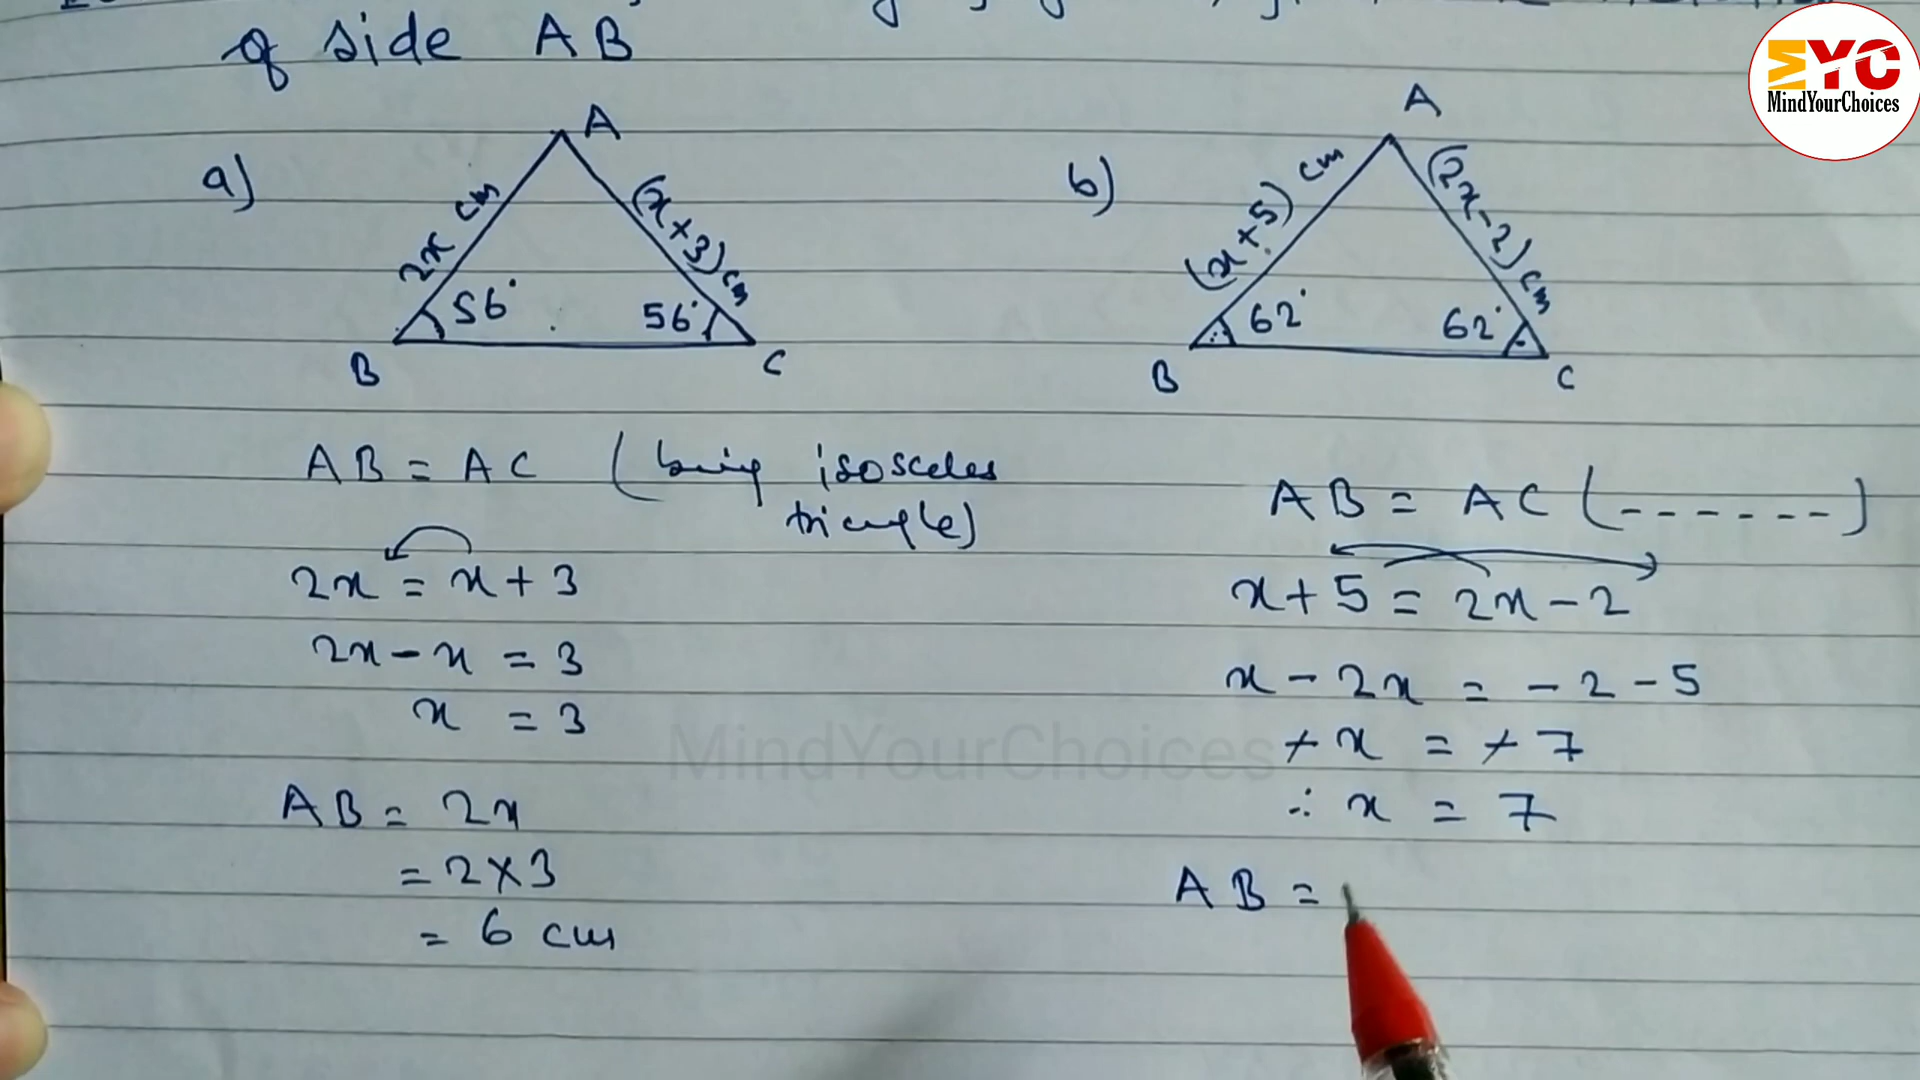 of side AB
MYC
MindYourChoices
a)
A
2x cm
(x+3) cm
56°
56°
B
C
b)
A
(x+5) cm
(2x-2) cm
62°
62°
B
C
AB = AC (being isosceles
triangle)
2x = x+3
2x-x = 3
x = 3
AB = 2x
= 2×3
= 6 cm
AB = AC (------)
x+5 = 2x-2
x-2x = -2-5
-x = -7
∴ x = 7
AB =
MindYourChoices